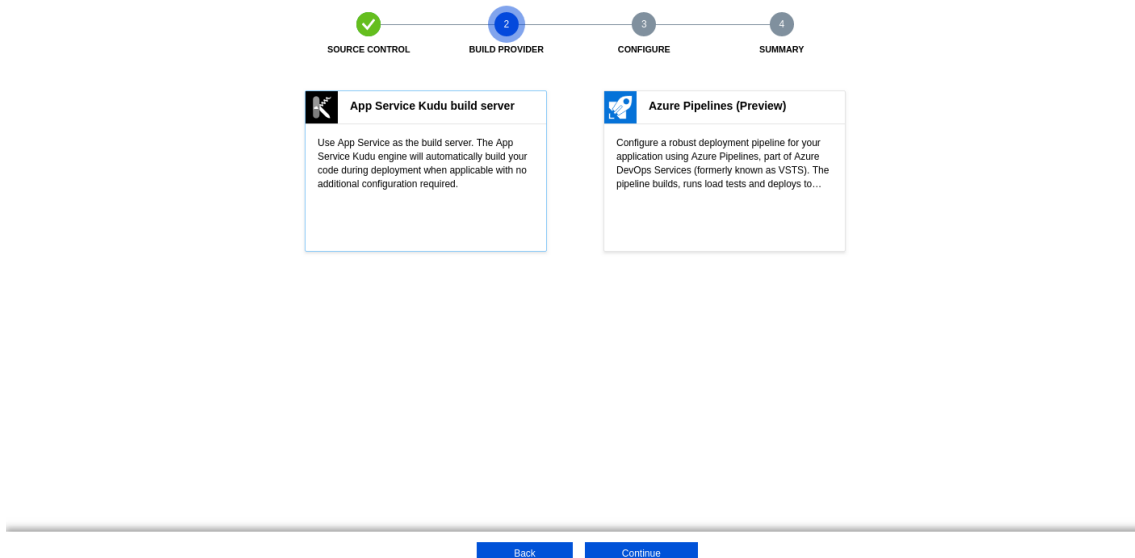 2
3
4
SOURCE CONTROL
BUILD PROVIDER
CONFIGURE
SUMMARY
App Service Kudu build server
Use App Service as the build server. The App
Service Kudu engine will automatically build your
code during deployment when applicable with no
additional configuration required.
Azure Pipelines (Preview)
Configure a robust deployment pipeline for your
application using Azure Pipelines, part of Azure
DevOps Services (formerly known as VSTS). The
pipeline builds, runs load tests and deploys to…
Back
Continue